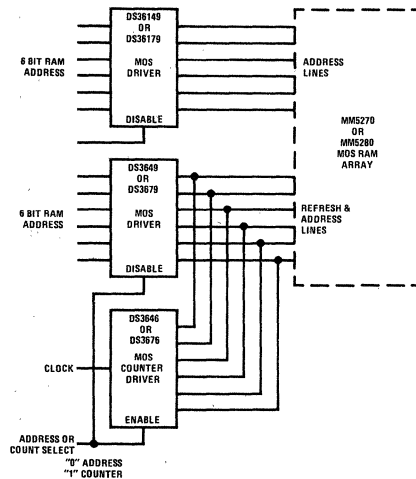 DS36149
OR
DS36179
MOS
DRIVER
DISABLE
6 BIT RAM
ADDRESS
ADDRESS
LINES
MM5270
OR
MM5280
MOS RAM
ARRAY
DS3649
OR
DS3679
MOS
DRIVER
DISABLE
6 BIT RAM
ADDRESS
REFRESH &
ADDRESS
LINES
DS3646
OR
DS3676
MOS
COUNTER
DRIVER
ENABLE
CLOCK
ADDRESS OR
COUNT SELECT
"0" ADDRESS
"1" COUNTER